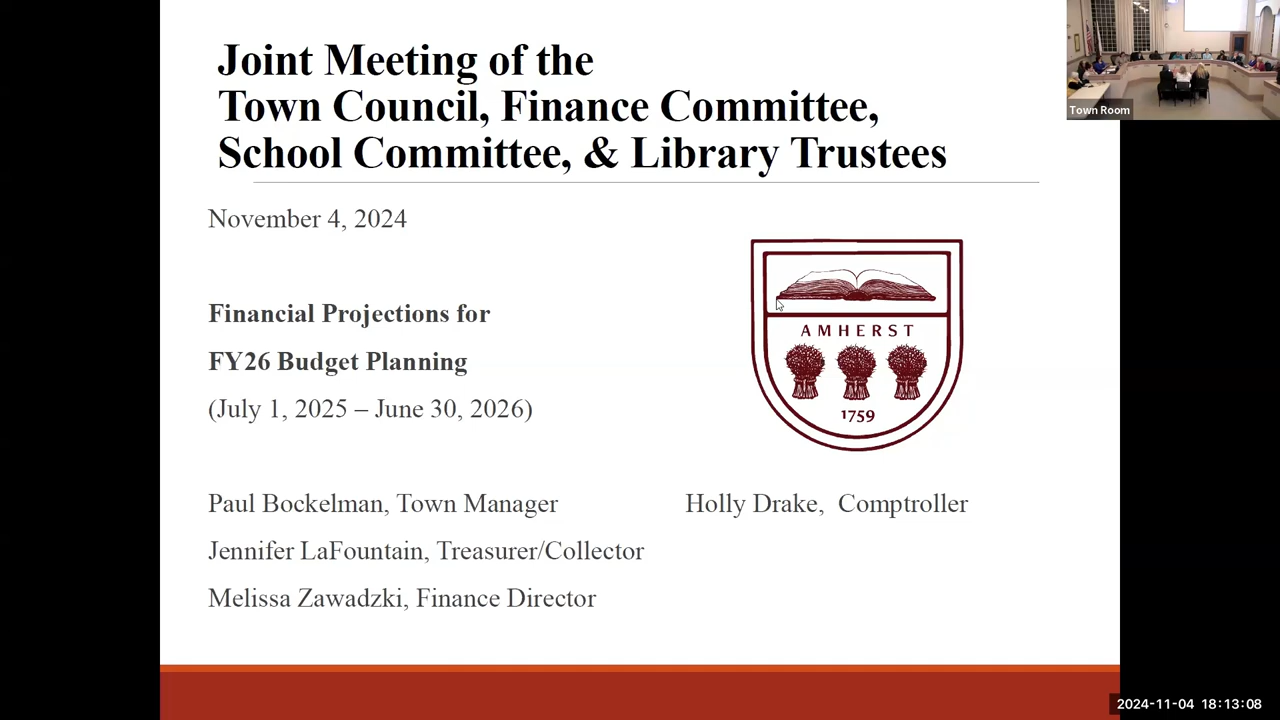 Joint Meeting of the
Town Council, Finance Committee,
School Committee, & Library Trustees
November 4, 2024
Financial Projections for
FY26 Budget Planning
(July 1, 2025 – June 30, 2026)
Paul Bockelman, Town Manager
Holly Drake, Comptroller
Jennifer LaFountain, Treasurer/Collector
Melissa Zawadzki, Finance Director
AMHERST
1759
Town Room
2024-11-04 18:13:08